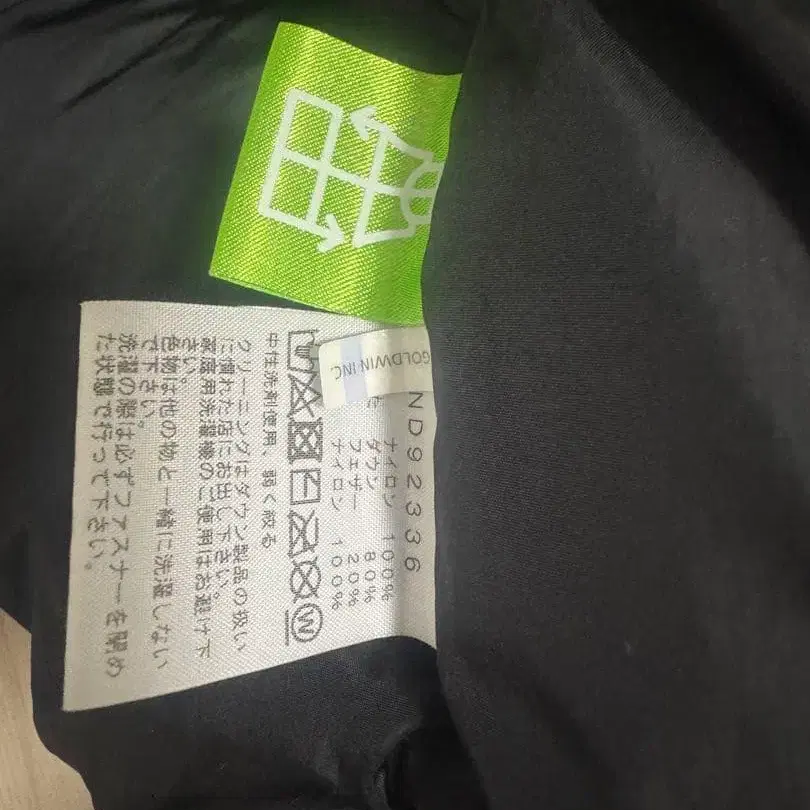 GOLDWIN INC.
ND92336
ナイロン 100%
ダウン 80%
フェザー 20%
ナイロン 100%
W
中性洗剤使用、弱く絞る
クリーニングはダウン製品の扱い
に慣れた店にお出し下さい。
家庭用洗濯機のご使用はお避け下
さい。
色物は他の物と一緒に洗濯しない
で下さい。
洗濯の際は必ずファスナーを閉め
た状態で行って下さい。